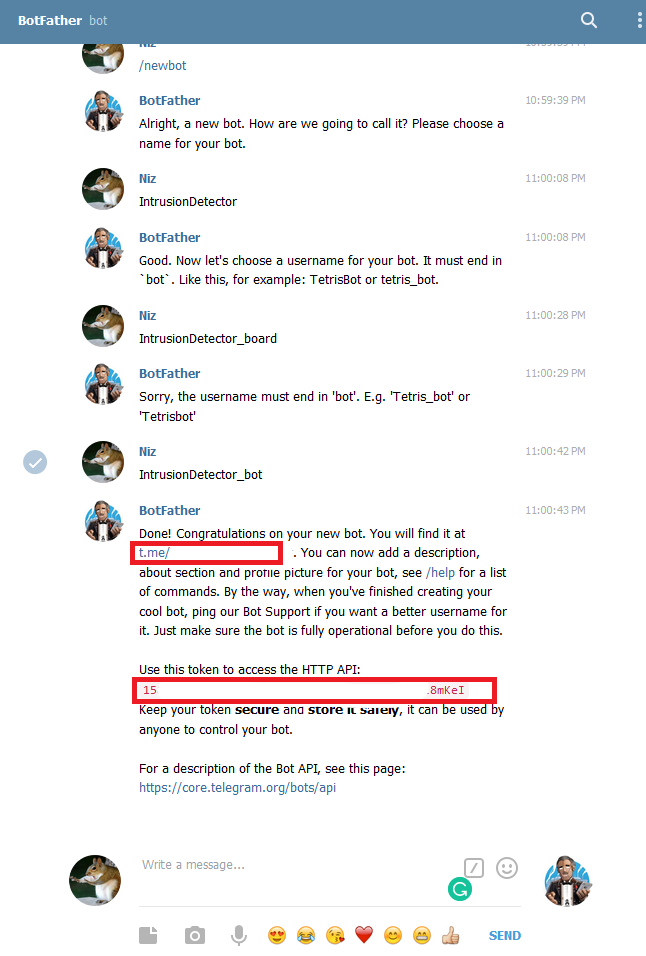 BotFather bot
Niz 10:59:39 PM
/newbot
BotFather 10:59:39 PM
Alright, a new bot. How are we going to call it? Please choose a
name for your bot.
Niz 11:00:08 PM
IntrusionDetector
BotFather 11:00:08 PM
Good. Now let's choose a username for your bot. It must end in
`bot`. Like this, for example: TetrisBot or tetris_bot.
Niz 11:00:28 PM
IntrusionDetector_board
BotFather 11:00:29 PM
Sorry, the username must end in 'bot'. E.g. 'Tetris_bot' or
'Tetrisbot'
Niz 11:00:42 PM
IntrusionDetector_bot
BotFather 11:00:43 PM
Done! Congratulations on your new bot. You will find it at
t.me/ . You can now add a description,
about section and profile picture for your bot, see /help for a list
of commands. By the way, when you've finished creating your
cool bot, ping our Bot Support if you want a better username for
it. Just make sure the bot is fully operational before you do this.
Use this token to access the HTTP API:
15 .8mKeI
Keep your token secure and store it safely, it can be used by
anyone to control your bot.
For a description of the Bot API, see this page:
https://core.telegram.org/bots/api
Write a message...
SEND